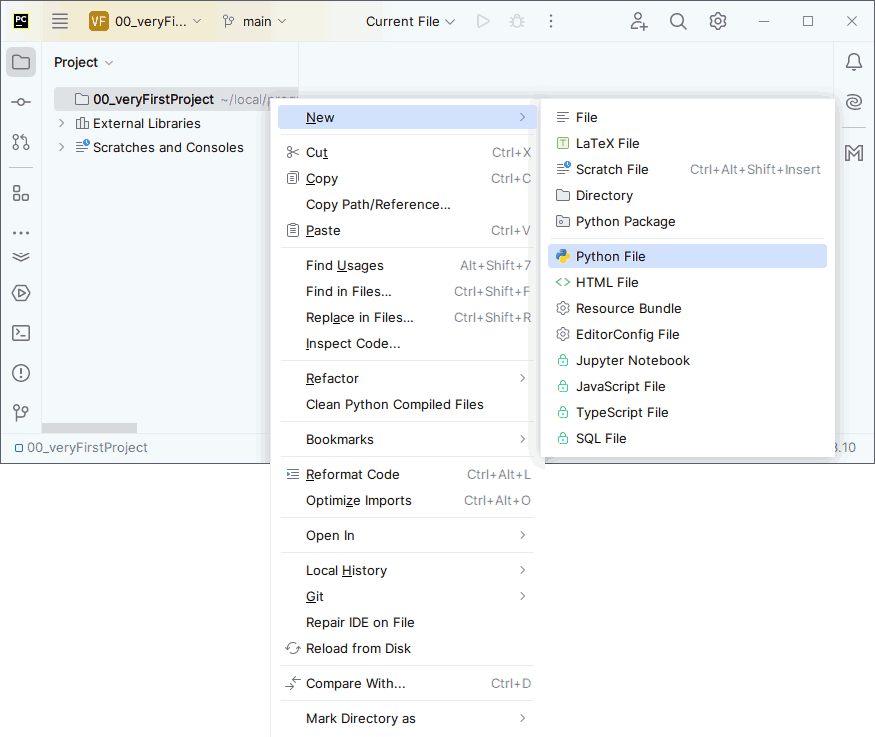 PC VF 00_veryFi... main Current File
Project
00_veryFirstProject ~/local/prog
External Libraries
Scratches and Consoles
00_veryFirstProject
New
Cut Ctrl+X
Copy Ctrl+C
Copy Path/Reference...
Paste Ctrl+V
Find Usages Alt+Shift+7
Find in Files... Ctrl+Shift+F
Replace in Files... Ctrl+Shift+R
Inspect Code...
Refactor
Clean Python Compiled Files
Bookmarks
Reformat Code Ctrl+Alt+L
Optimize Imports Ctrl+Alt+O
Open In
Local History
Git
Repair IDE on File
Reload from Disk
Compare With... Ctrl+D
Mark Directory as
File
LaTeX File
Scratch File Ctrl+Alt+Shift+Insert
Directory
Python Package
Python File
HTML File
Resource Bundle
EditorConfig File
Jupyter Notebook
JavaScript File
TypeScript File
SQL File
.10